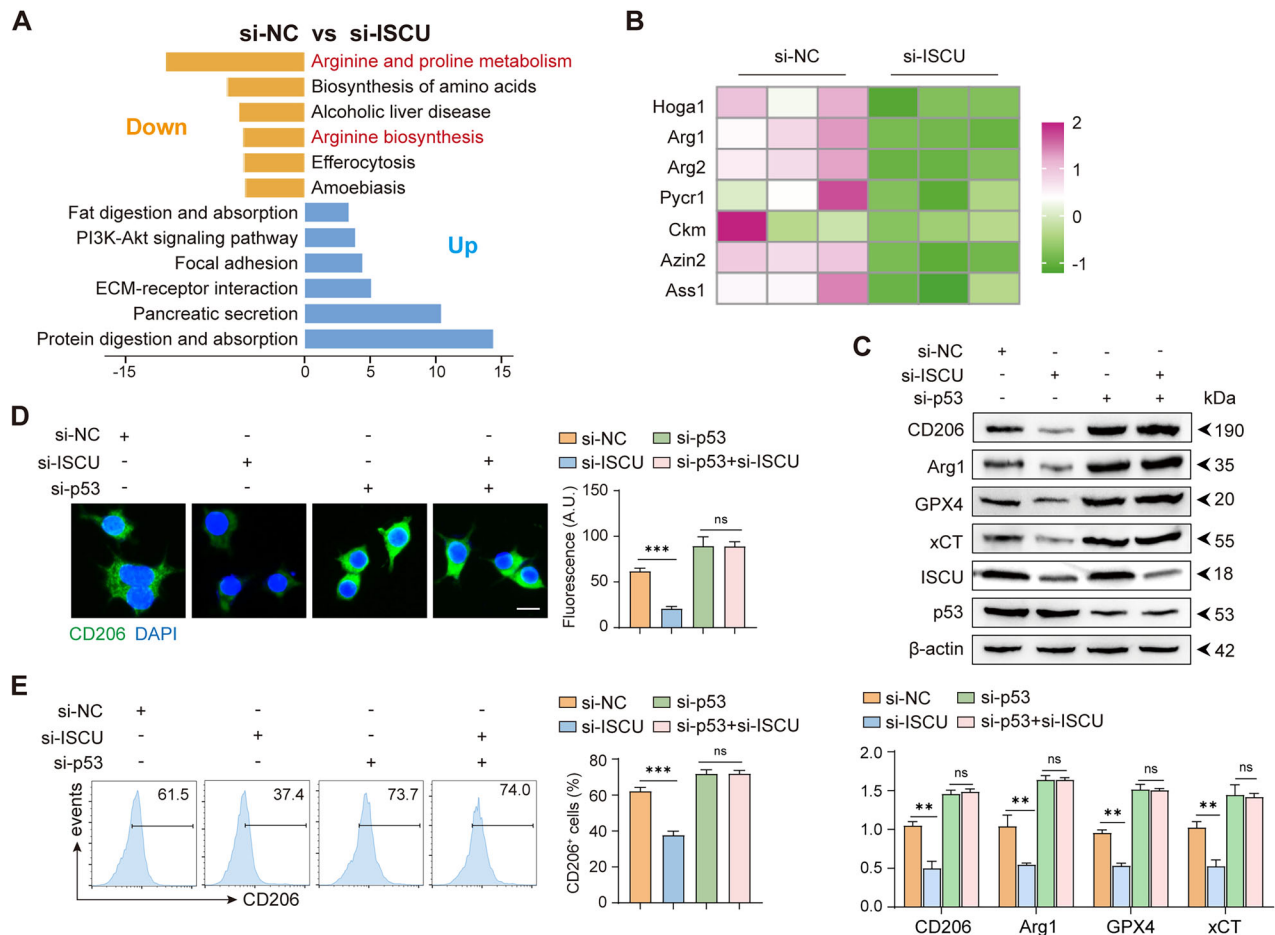 A
si-NC vs si-ISCU
Arginine and proline metabolism
Biosynthesis of amino acids
Alcoholic liver disease
Down
Arginine biosynthesis
Efferocytosis
Amoebiasis
Fat digestion and absorption
PI3K-Akt signaling pathway
Up
Focal adhesion
ECM-receptor interaction
Pancreatic secretion
Protein digestion and absorption
-15 0 5 10 15
B
si-NC si-ISCU
Hoga1
Arg1
Arg2
Pycr1
Ckm
Azin2
Ass1
2
1
0
-1
C
si-NC + - - -
si-ISCU - + - +
si-p53 - - + + kDa
CD206 190
Arg1 35
GPX4 20
xCT 55
ISCU 18
p53 53
β-actin 42
si-NC si-p53
si-ISCU si-p53+si-ISCU
2.0
1.5
1.0
0.5
0.0
** ns ** ns ** ns ** ns
CD206 Arg1 GPX4 xCT
D
si-NC + - - -
si-ISCU - + - +
si-p53 - - + +
CD206 DAPI
si-NC si-p53
si-ISCU si-p53+si-ISCU
Fluorescence (A.U.)
150
100
50
0
*** ns
E
si-NC + - - -
si-ISCU - + - +
si-p53 - - + +
61.5 37.4 73.7 74.0
events
CD206
si-NC si-p53
si-ISCU si-p53+si-ISCU
CD206+ cells (%)
80
60
40
20
0
*** ns